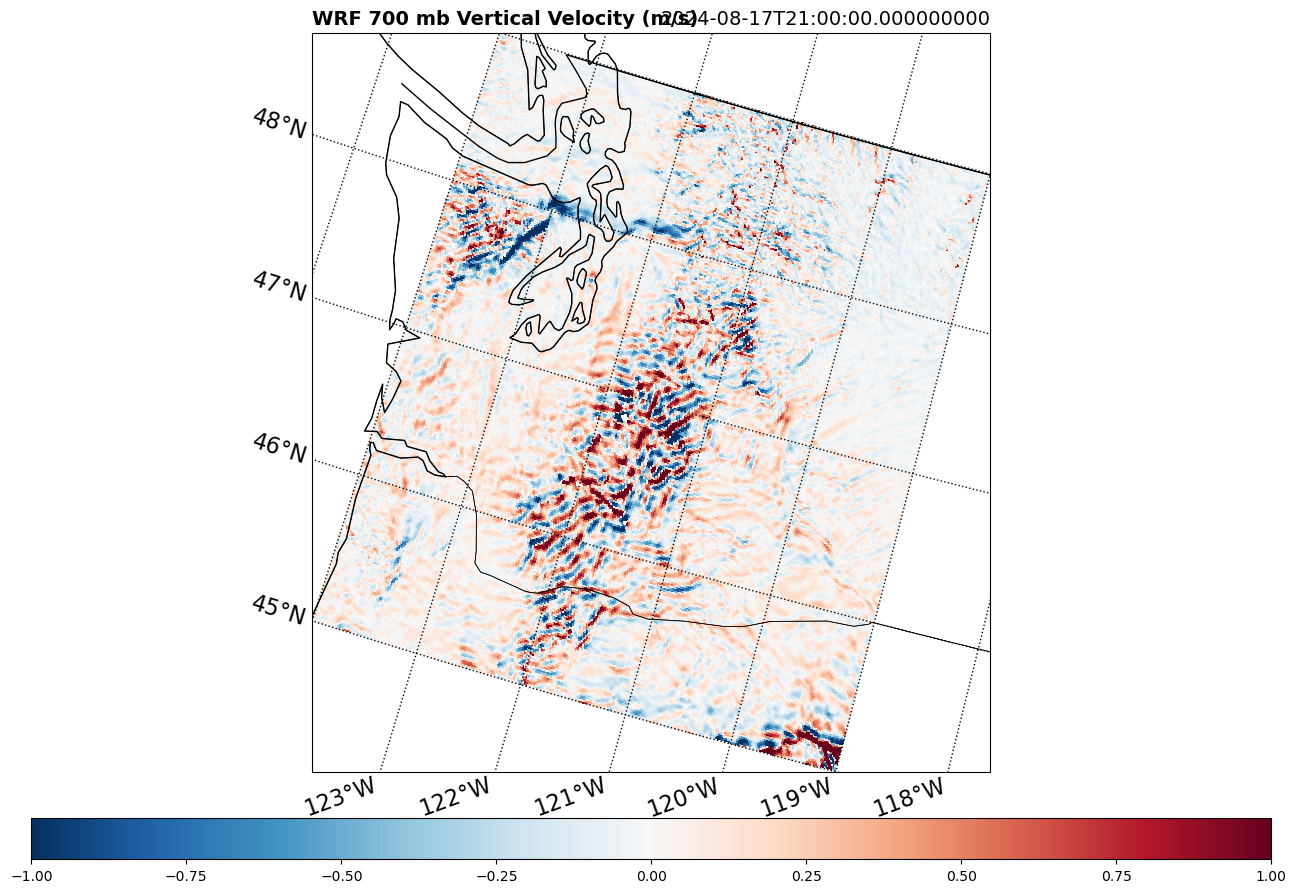 WRF 700 mb Vertical Velocity (m/s) 2024-08-17T21:00:00.000000000
48°N
47°N
46°N
45°N
123°W 122°W 121°W 120°W 119°W 118°W
−1.00 −0.75 −0.50 −0.25 0.00 0.25 0.50 0.75 1.00